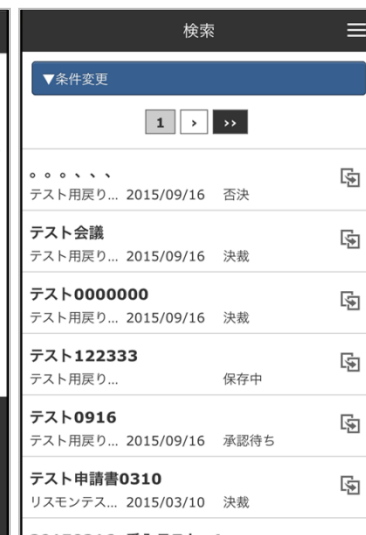 検索
▼条件変更
1 › ››
。。。、、、
テスト用戻り... 2015/09/16 否決
テスト会議
テスト用戻り... 2015/09/16 決裁
テスト0000000
テスト用戻り... 2015/09/16 決裁
テスト122333
テスト用戻り... 保存中
テスト0916
テスト用戻り... 2015/09/16 承認待ち
テスト申請書0310
リスモンテス... 2015/03/10 決裁